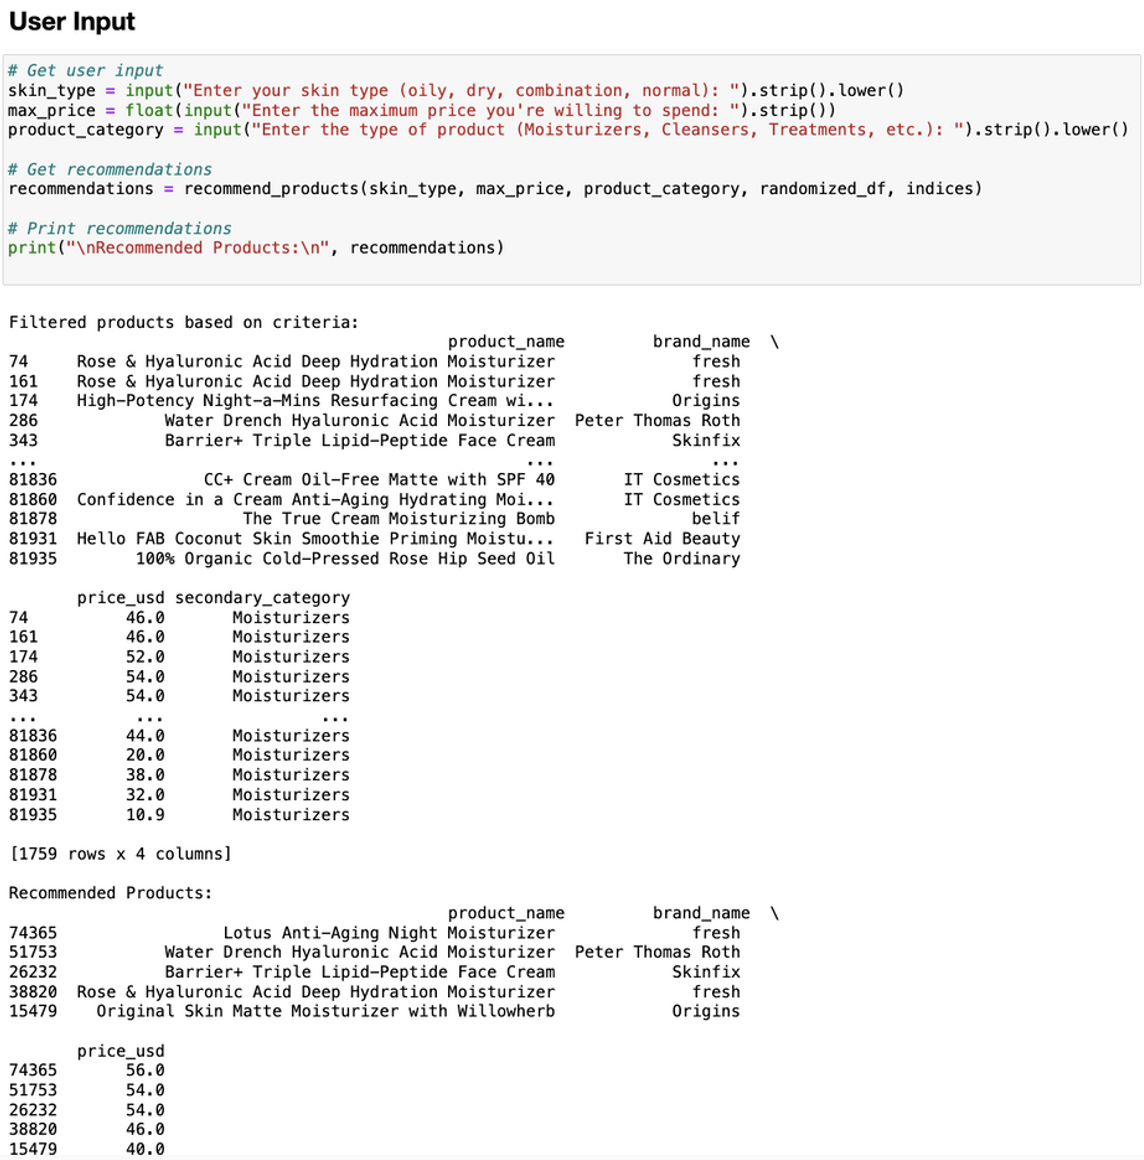 User Input
# Get user input
skin_type = input("Enter your skin type (oily, dry, combination, normal): ").strip().lower()
max_price = float(input("Enter the maximum price you're willing to spend: ").strip())
product_category = input("Enter the type of product (Moisturizers, Cleansers, Treatments, etc.): ").strip().lower()
# Get recommendations
recommendations = recommend_products(skin_type, max_price, product_category, randomized_df, indices)
# Print recommendations
print("\nRecommended Products:\n", recommendations)
Filtered products based on criteria:
product_name brand_name \
74 Rose & Hyaluronic Acid Deep Hydration Moisturizer fresh
161 Rose & Hyaluronic Acid Deep Hydration Moisturizer fresh
174 High-Potency Night-a-Mins Resurfacing Cream wi... Origins
286 Water Drench Hyaluronic Acid Moisturizer Peter Thomas Roth
343 Barrier+ Triple Lipid-Peptide Face Cream Skinfix
... ... ...
81836 CC+ Cream Oil-Free Matte with SPF 40 IT Cosmetics
81860 Confidence in a Cream Anti-Aging Hydrating Moi... IT Cosmetics
81878 The True Cream Moisturizing Bomb belif
81931 Hello FAB Coconut Skin Smoothie Priming Moistu... First Aid Beauty
81935 100% Organic Cold-Pressed Rose Hip Seed Oil The Ordinary
price_usd secondary_category
74 46.0 Moisturizers
161 46.0 Moisturizers
174 52.0 Moisturizers
286 54.0 Moisturizers
343 54.0 Moisturizers
... ... ...
81836 44.0 Moisturizers
81860 20.0 Moisturizers
81878 38.0 Moisturizers
81931 32.0 Moisturizers
81935 10.9 Moisturizers
[1759 rows x 4 columns]
Recommended Products:
product_name brand_name \
74365 Lotus Anti-Aging Night Moisturizer fresh
51753 Water Drench Hyaluronic Acid Moisturizer Peter Thomas Roth
26232 Barrier+ Triple Lipid-Peptide Face Cream Skinfix
38820 Rose & Hyaluronic Acid Deep Hydration Moisturizer fresh
15479 Original Skin Matte Moisturizer with Willowherb Origins
price_usd
74365 56.0
51753 54.0
26232 54.0
38820 46.0
15479 40.0